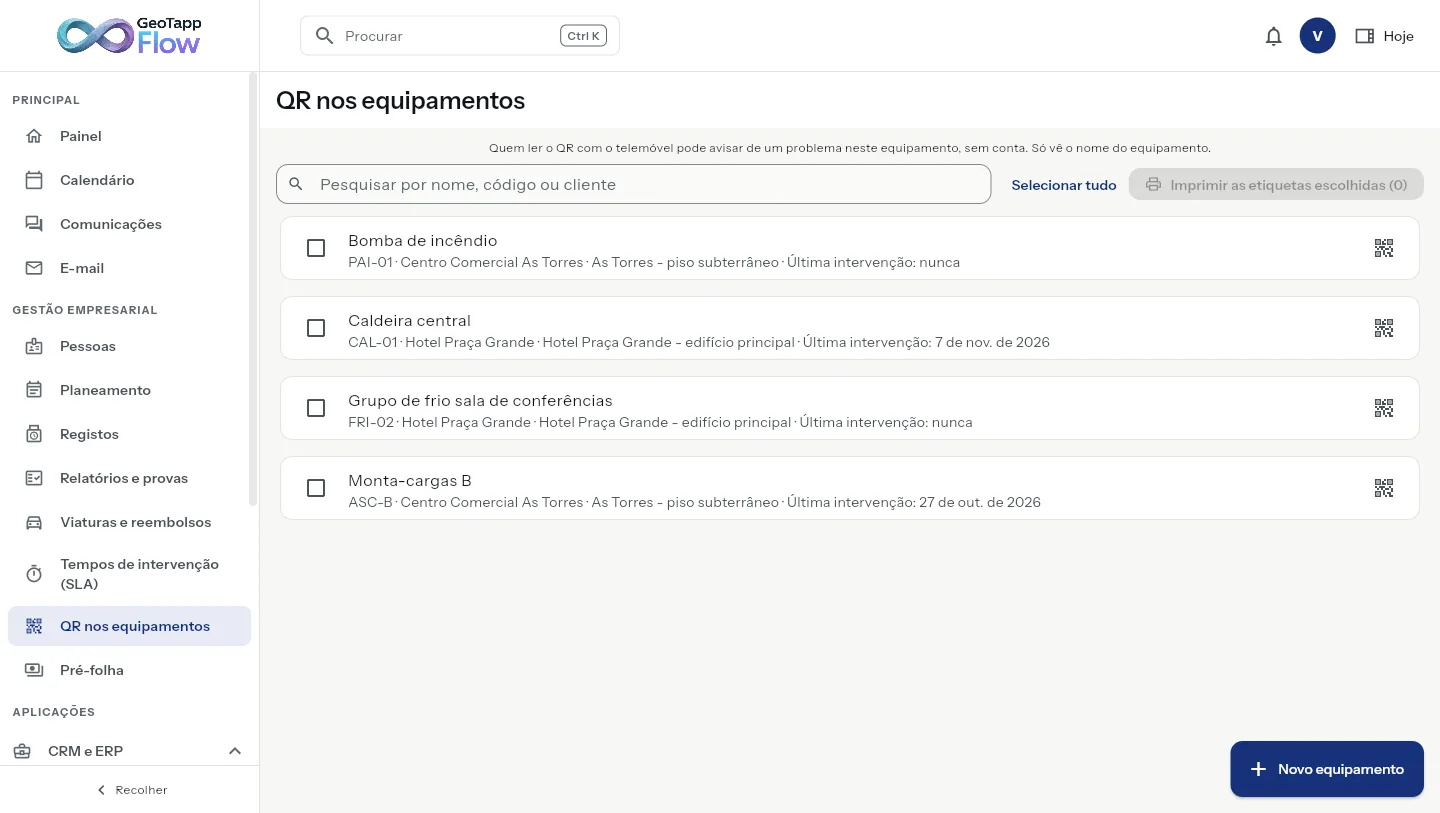 GeoTapp
Flow
Procurar
Ctrl K
V
Hoje
PRINCIPAL
Painel
Calendário
Comunicações
E-mail
GESTÃO EMPRESARIAL
Pessoas
Planeamento
Registos
Relatórios e provas
Viaturas e reembolsos
Tempos de intervenção
(SLA)
QR nos equipamentos
Pré-folha
APLICAÇÕES
CRM e ERP
Recolher
QR nos equipamentos
Quem ler o QR com o telemóvel pode avisar de um problema neste equipamento, sem conta. Só vê o nome do equipamento.
Pesquisar por nome, código ou cliente
Selecionar tudo
Imprimir as etiquetas escolhidas (0)
Bomba de incêndio
PAI-01 · Centro Comercial As Torres · As Torres - piso subterrâneo · Última intervenção: nunca
Caldeira central
CAL-01 · Hotel Praça Grande · Hotel Praça Grande - edifício principal · Última intervenção: 7 de nov. de 2026
Grupo de frio sala de conferências
FRI-02 · Hotel Praça Grande · Hotel Praça Grande - edifício principal · Última intervenção: nunca
Monta-cargas B
ASC-B · Centro Comercial As Torres · As Torres - piso subterrâneo · Última intervenção: 27 de out. de 2026
Novo equipamento